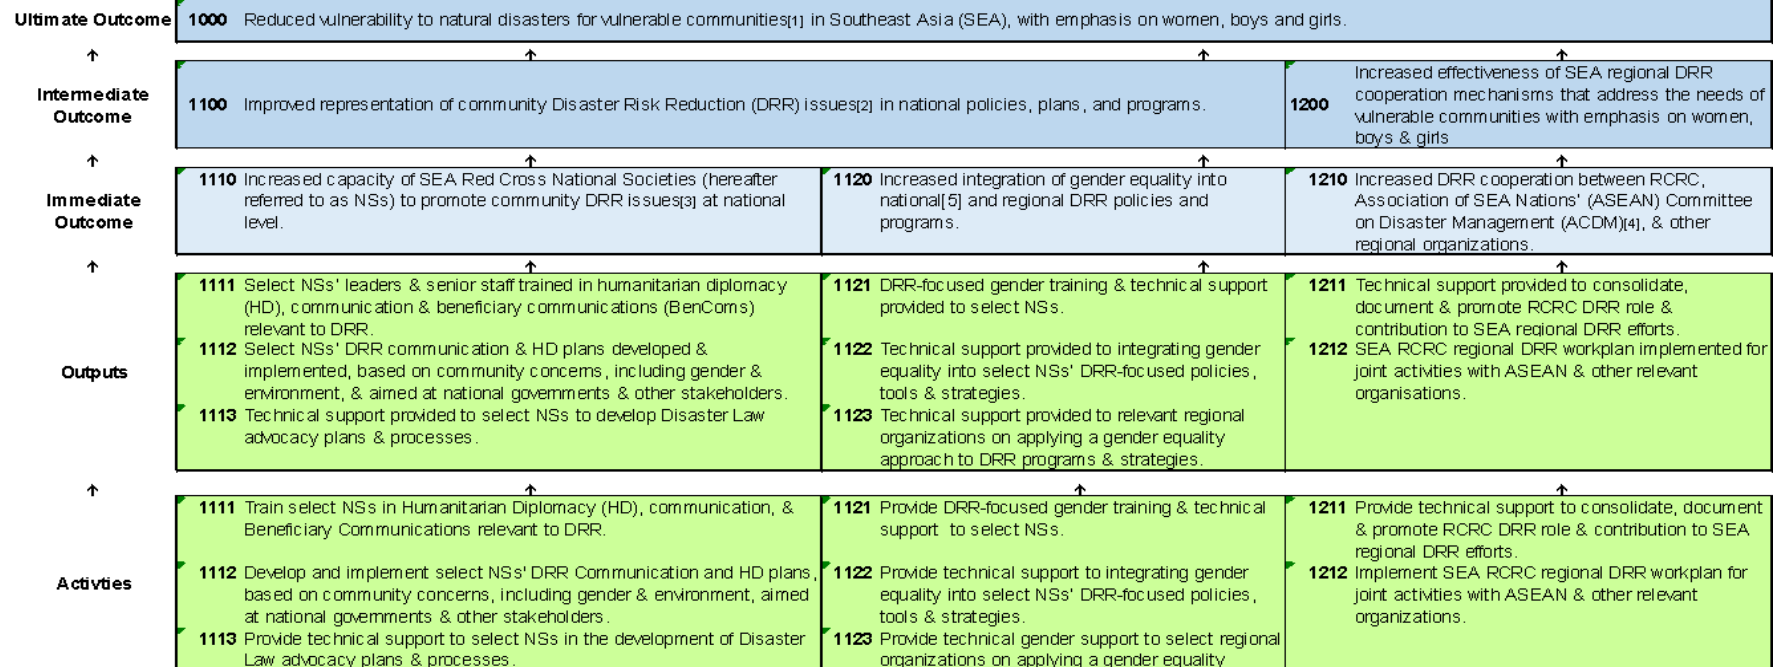 Ultimate Outcome
1000 Reduced vulnerability to natural disasters for vulnerable communities[1] in Southeast Asia (SEA), with emphasis on women, boys and girls.
Intermediate
Outcome
1100 Improved representation of community Disaster Risk Reduction (DRR) issues[2] in national policies, plans, and programs.
1200 Increased effectiveness of SEA regional DRR
cooperation mechanisms that address the needs of
vulnerable communities with emphasis on women,
boys & girls
Immediate
Outcome
1110 Increased capacity of SEA Red Cross National Societies (hereafter
referred to as NSs) to promote community DRR issues[3] at national
level.
1120 Increased integration of gender equality into
national[5] and regional DRR policies and
programs.
1210 Increased DRR cooperation between RCRC,
Association of SEA Nations' (ASEAN) Committee
on Disaster Management (ACDM)[4], & other
regional organizations.
Outputs
1111 Select NSs' leaders & senior staff trained in humanitarian diplomacy
(HD), communication & beneficiary communications (BenComs)
relevant to DRR.
1112 Select NSs' DRR communication & HD plans developed &
implemented, based on community concerns, including gender &
environment, & aimed at national governments & other stakeholders.
1113 Technical support provided to select NSs to develop Disaster Law
advocacy plans & processes.
1121 DRR-focused gender training & technical support
provided to select NSs.
1122 Technical support provided to integrating gender
equality into select NSs' DRR-focused policies,
tools & strategies.
1123 Technical support provided to relevant regional
organizations on applying a gender equality
approach to DRR programs & strategies.
1211 Technical support provided to consolidate,
document & promote RCRC DRR role &
contribution to SEA regional DRR efforts.
1212 SEA RCRC regional DRR workplan implemented for
joint activities with ASEAN & other relevant
organisations.
Activties
1111 Train select NSs in Humanitarian Diplomacy (HD), communication, &
Beneficiary Communications relevant to DRR.
1112 Develop and implement select NSs' DRR Communication and HD plans,
based on community concerns, including gender & environment, aimed
at national governments & other stakeholders.
1113 Provide technical support to select NSs in the development of Disaster
Law advocacy plans & processes.
1121 Provide DRR-focused gender training & technical
support to select NSs.
1122 Provide technical support to integrating gender
equality into select NSs' DRR-focused policies,
tools & strategies.
1123 Provide technical gender support to select regional
organizations on applying a gender equality
1211 Provide technical support to consolidate, document
& promote RCRC DRR role & contribution to SEA
regional DRR efforts.
1212 Implement SEA RCRC regional DRR workplan for
joint activities with ASEAN & other relevant
organizations.